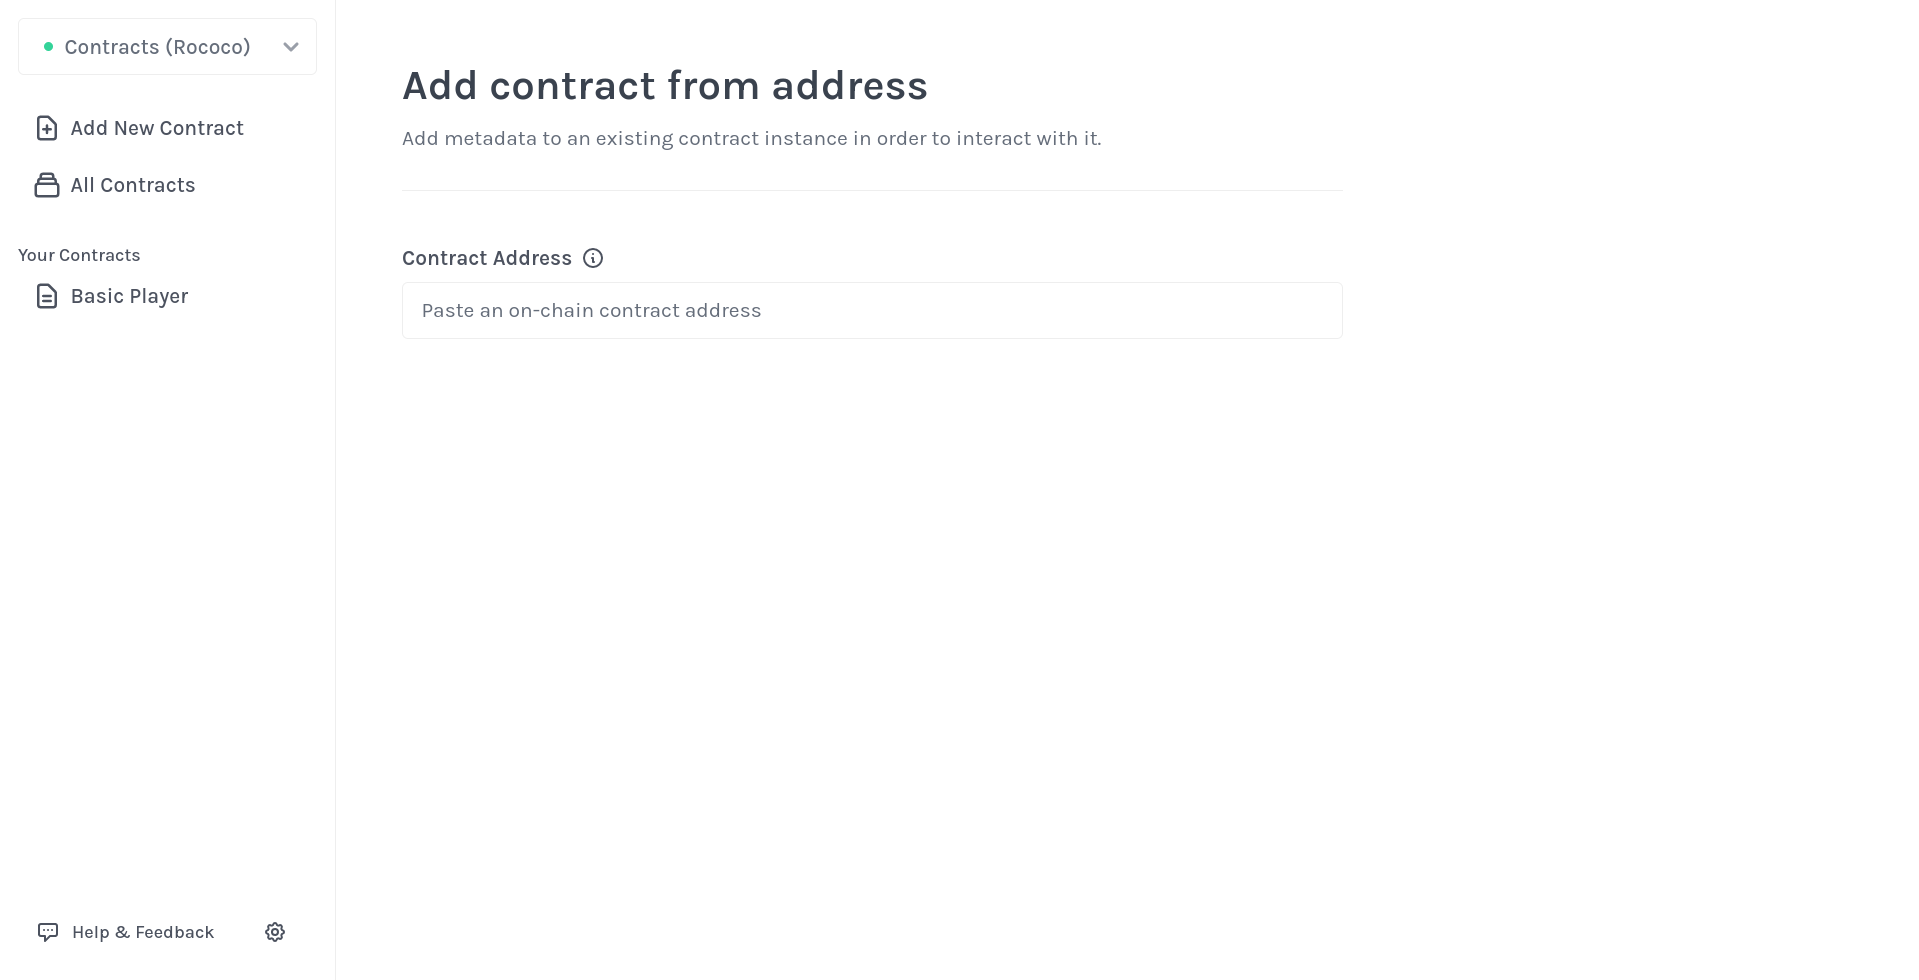 Contracts (Rococo)
Add New Contract
All Contracts
Your Contracts
Basic Player
Help & Feedback
Add contract from address
Add metadata to an existing contract instance in order to interact with it.
Contract Address
Paste an on-chain contract address